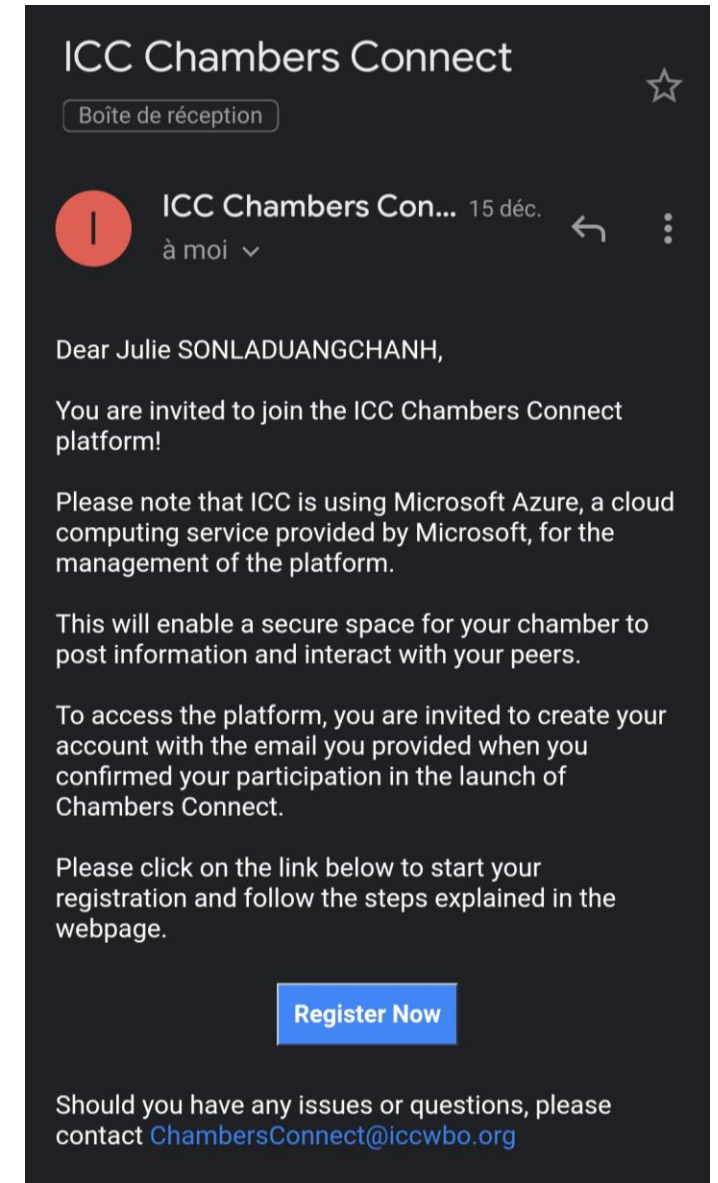 ICC Chambers Connect
Boîte de réception
I
ICC Chambers Con... 15 déc.
à moi
Dear Julie SONLADUANGCHANH,
You are invited to join the ICC Chambers Connect
platform!
Please note that ICC is using Microsoft Azure, a cloud
computing service provided by Microsoft, for the
management of the platform.
This will enable a secure space for your chamber to
post information and interact with your peers.
To access the platform, you are invited to create your
account with the email you provided when you
confirmed your participation in the launch of
Chambers Connect.
Please click on the link below to start your
registration and follow the steps explained in the
webpage.
Register Now
Should you have any issues or questions, please
contact ChambersConnect@iccwbo.org